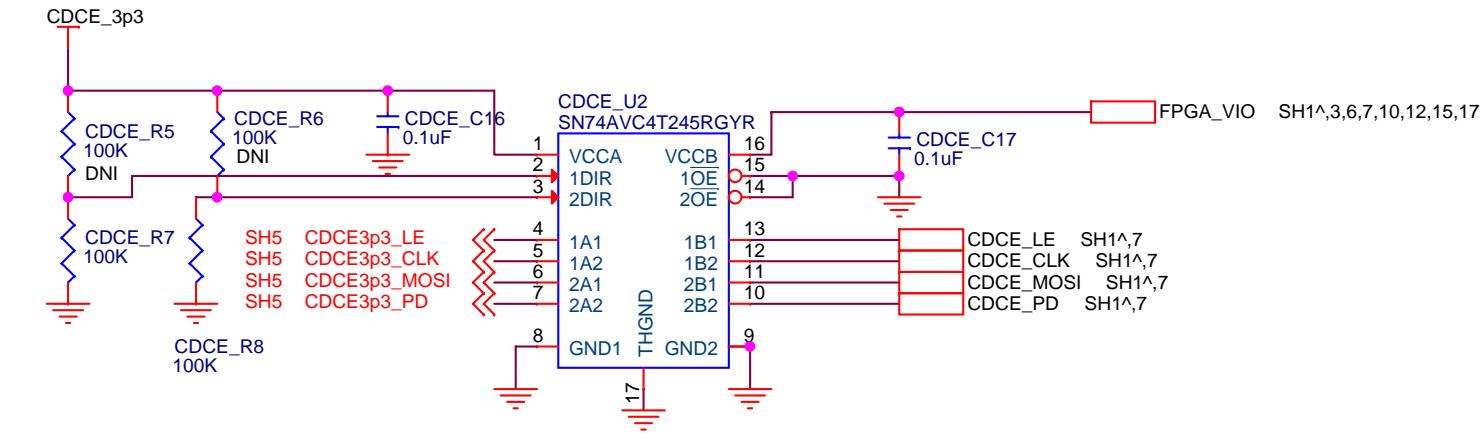 CDCE_3p3
CDCE_R5
100K
DNI
CDCE_R6
100K
DNI
CDCE_C16
0.1uF
CDCE_U2
SN74AVC4T245RGYR
FPGA_VIO SH1^,3,6,7,10,12,15,17
CDCE_C17
0.1uF
1 VCCA VCCB 16
2 1DIR 1OE 15
3 2DIR 2OE 14
CDCE_R7
100K
SH5 CDCE3p3_LE 4 1A1 1B1 13 CDCE_LE SH1^,7
SH5 CDCE3p3_CLK 5 1A2 1B2 12 CDCE_CLK SH1^,7
SH5 CDCE3p3_MOSI 6 2A1 2B1 11 CDCE_MOSI SH1^,7
SH5 CDCE3p3_PD 7 2A2 2B2 10 CDCE_PD SH1^,7
8 GND1 THGND GND2 9
CDCE_R8
100K
17